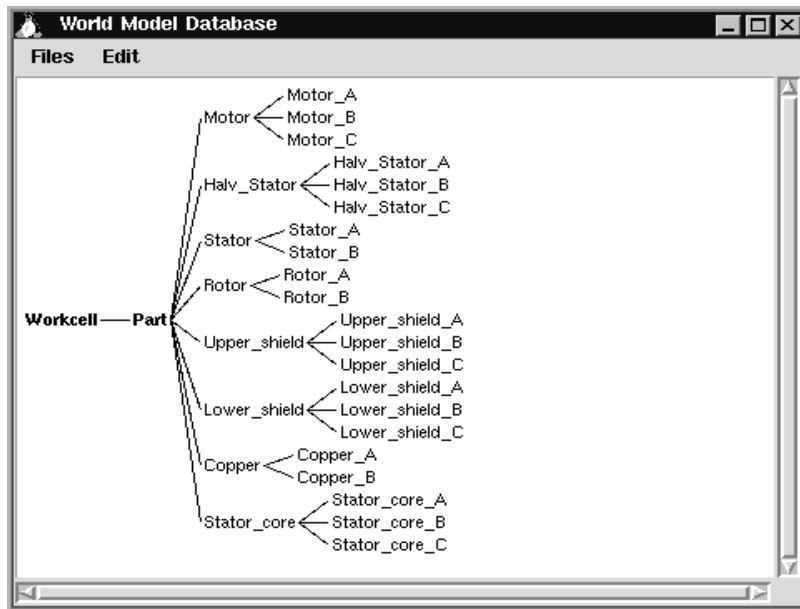 World Model Database
Files Edit
Motor_A
Motor Motor_B
Motor_C
Halv_Stator_A
Halv_Stator Halv_Stator_B
Halv_Stator_C
Stator_A
Stator
Stator_B
Rotor_A
Rotor
Rotor_B
Workcell Part Upper_shield_A
Upper_shield Upper_shield_B
Upper_shield_C
Lower_shield_A
Lower_shield Lower_shield_B
Lower_shield_C
Copper_A
Copper
Copper_B
Stator_core_A
Stator_core Stator_core_B
Stator_core_C